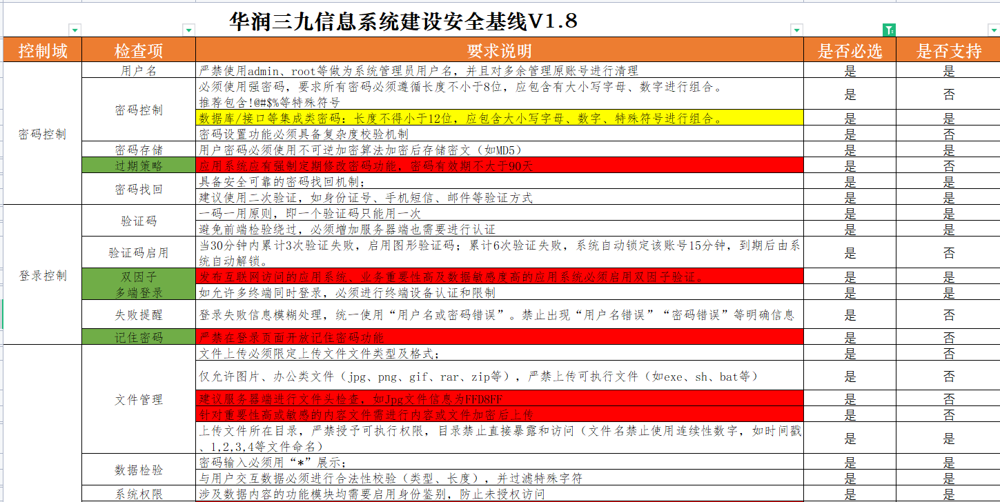 华润三九信息系统建设安全基线V1.8
控制域 检查项 要求说明 是否必选 是否支持
密码控制
用户名 严禁使用admin、root等做为系统管理员用户名，并且对多余管理原账号进行清理 是 是
密码控制
必须使用强密码，要求所有密码必须遵循长度不小于8位，应包含有大小写字母、数字进行组合。
推荐包含!@#$%等特殊符号 是 否
数据库/接口等集成类密码：长度不得小于12位，应包含大小写字母、数字、特殊符号进行组合。 是 是
密码设置功能必须具备复杂度校验机制 是 否
密码存储 用户密码必须使用不可逆加密算法加密后存储密文（如MD5） 是 是
过期策略 应用系统应有强制定期修改密码功能，密码有效期不大于90天 是 否
密码找回
具备安全可靠的密码找回机制； 是 是
建议使用二次验证，如身份证号、手机短信、邮件等验证方式 是 是
登录控制
验证码
一码一用原则，即一个验证码只能用一次 是 是
避免前端检验绕过，必须增加服务器端也需要进行认证 是 是
验证码启用
当30分钟内累计3次验证失败，启用图形验证码；累计6次验证失败，系统自动锁定该账号15分钟，到期后由系
统自动解锁。 是 否
双因子 发布互联网访问的应用系统、业务重要性高及数据敏感度高的应用系统必须启用双因子验证。 是 是
多端登录 如允许多终端同时登录，必须进行终端设备认证和限制 是 是
失败提醒 登录失败信息模糊处理，统一使用“用户名或密码错误”。禁止出现“用户名错误”“密码错误”等明确信息 是 否
记住密码 严禁在登录页面开放记住密码功能 是 否
文件管理
文件上传必须限定上传文件文件类型及格式； 是 否
仅允许图片、办公类文件（jpg、png、gif、rar、zip等），严禁上传可执行文件（如exe、sh、bat等） 是 否
建议服务器端进行文件头检查，如Jpg文件信息为FFD8FF 是 否
针对重要性高或敏感的内容文件需进行内容或文件加密后上传 是 否
上传文件所在目录，严禁授予可执行权限，目录禁止直接暴露和访问（文件名禁止使用连续性数字，如时间戳
、1,2,3,4等文件命名） 是 是
数据检验
密码输入必须用“*”展示； 是 是
与用户交互数据必须进行合法性校验（类型、长度），并过滤特殊字符 是 是
系统权限 涉及数据内容的功能模块均需要启用身份鉴别，防止未授权访问 是 是